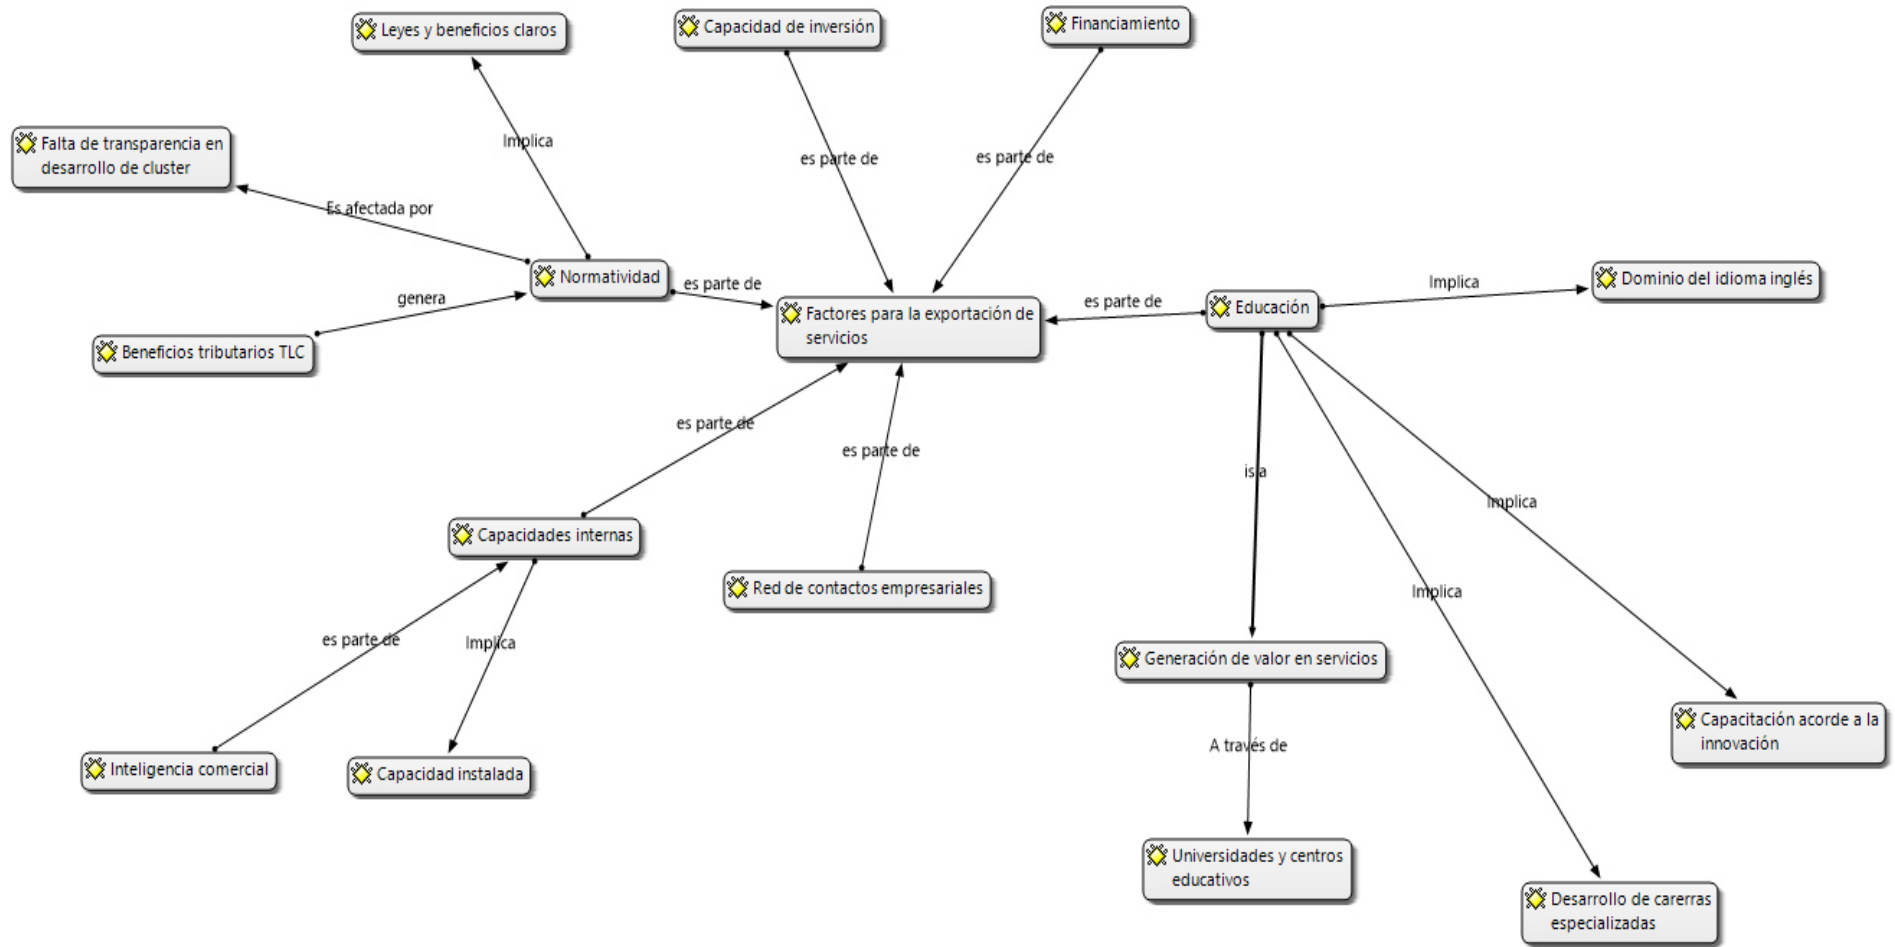 Leyes y beneficios claros
Capacidad de inversión
Financiamiento
Implica
es parte de
es parte de
Falta de transparencia en
desarrollo de cluster
Es afectada por
Normatividad
es parte de
genera
Beneficios tributarios TLC
Factores para la exportación de
servicios
es parte de
Educación
Implica
Dominio del idioma inglés
es parte de
es parte de
is a
Implica
Implica
Capacidades internas
Red de contactos empresariales
es parte de
Implica
Inteligencia comercial
Capacidad instalada
Generación de valor en servicios
A través de
Universidades y centros
educativos
Capacitación acorde a la
innovación
Desarrollo de carerras
especializadas